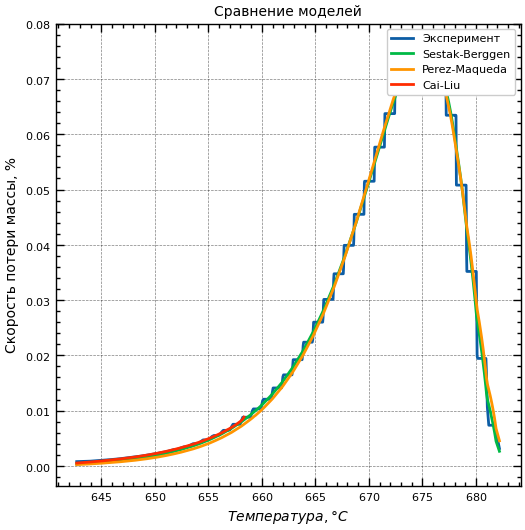 Сравнение моделей
0.08
0.07
0.06
0.05
0.04
0.03
0.02
0.01
0.00
Скорость потери массы, %
Эксперимент
Sestak-Berggen
Perez-Maqueda
Cai-Liu
645 650 655 660 665 670 675 680
Температура, °C